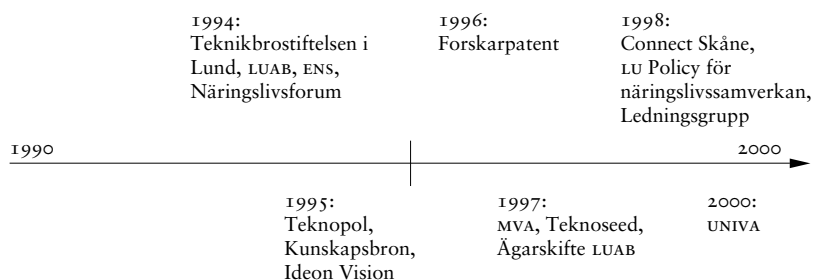 1994:
Teknikbrostiftelsen i
Lund, LUAB, ENS,
Näringslivsforum
1996:
Forskarpatent
1998:
Connect Skåne,
LU Policy för
näringslivssamverkan,
Ledningsgrupp
1990
2000
1995:
Teknopol,
Kunskapsbron,
Ideon Vision
1997:
MVA, Teknoseed,
Ägarskifte LUAB
2000:
UNIVA